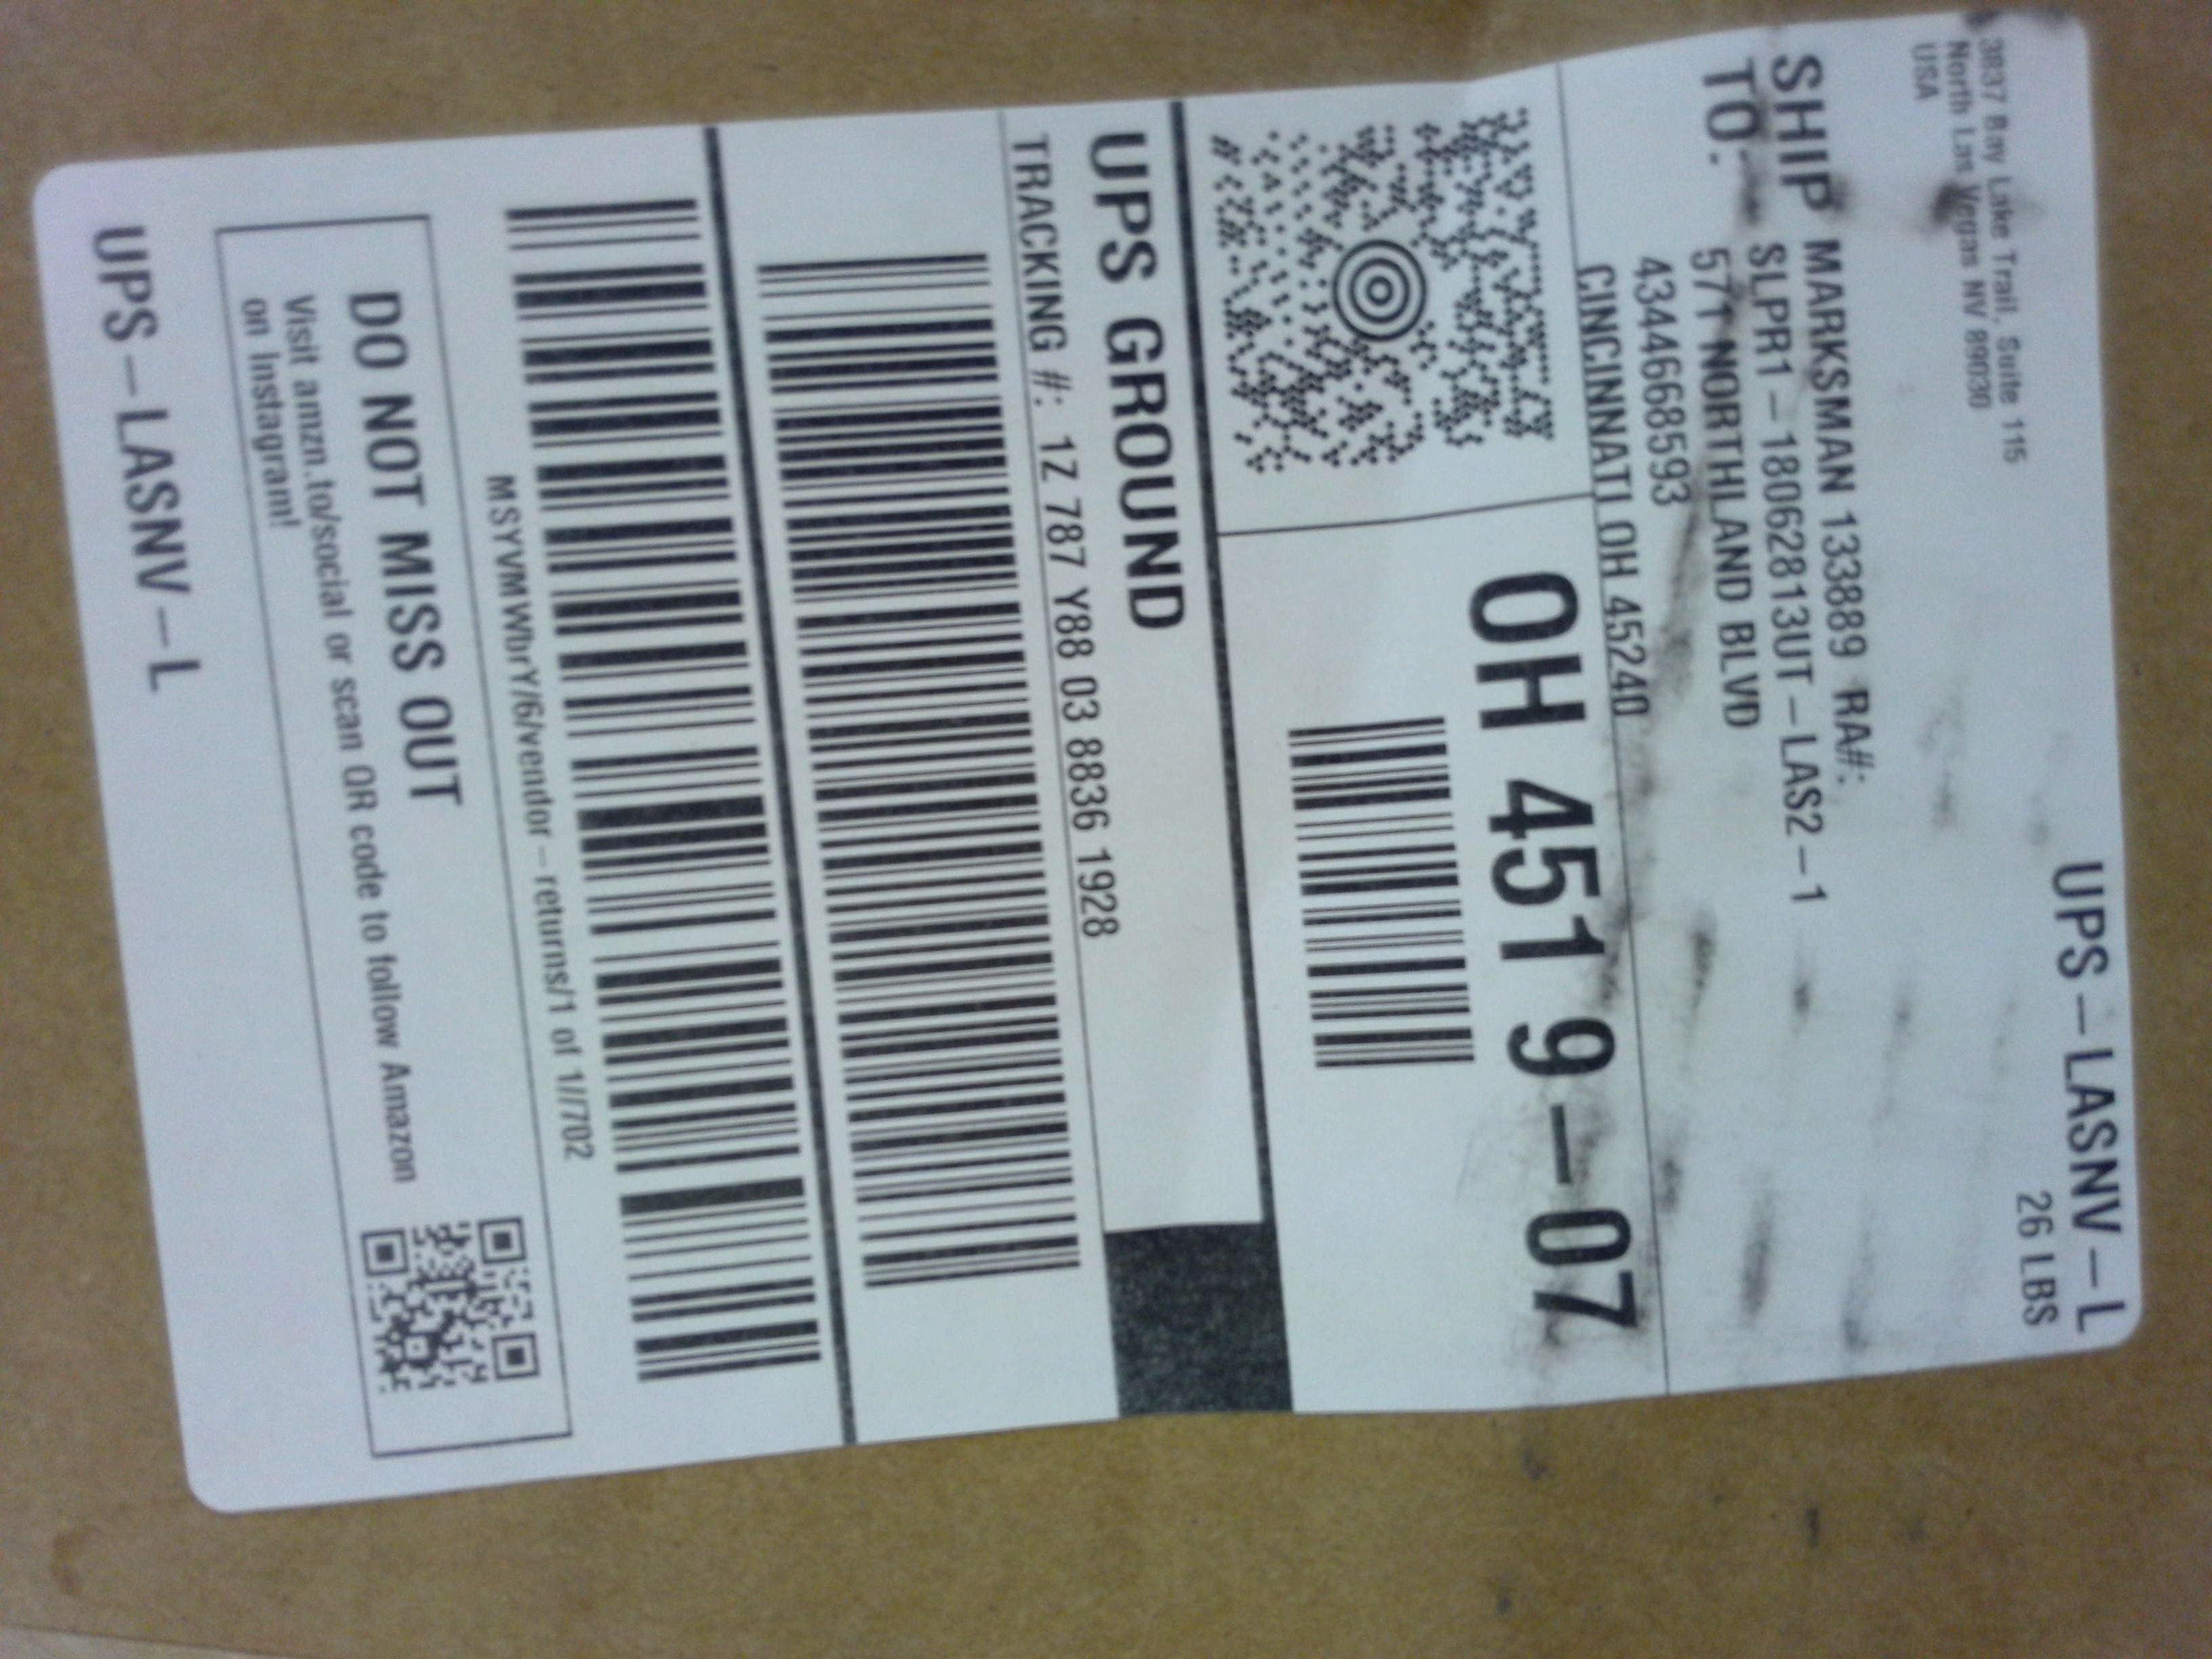 UPS-LASNV-L
26 LBS
3837 Bay Lake Trail, Suite 115
North Las Vegas NV 89030
USA
SHIP
TO:
MARKSMAN 133889 RA#:
SLPR1-18062813UT-LAS2-1
571 NORTHLAND BLVD
4344668593
CINCINNATI OH 45240
OH 451 9-07
UPS GROUND
TRACKING #: 1Z 787 Y88 03 8836 1928
MSYVMWbrY/6/vendor-returns/1 of 1//702
DO NOT MISS OUT
Visit amzn.to/social or scan QR code to follow Amazon
on Instagram!
UPS-LASNV-L